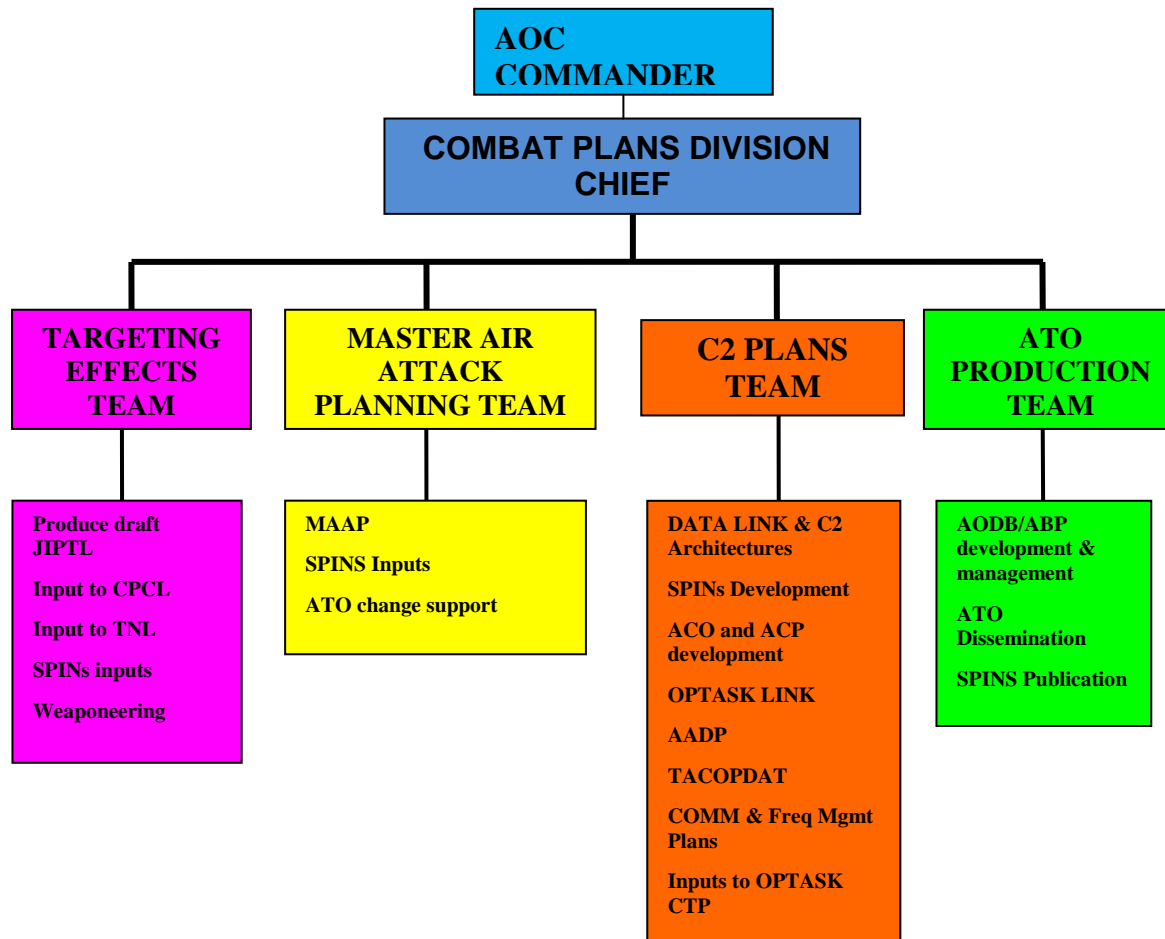 AOC
COMMANDER
COMBAT PLANS DIVISION
CHIEF
TARGETING
EFFECTS
TEAM
MASTER AIR
ATTACK
PLANNING TEAM
C2 PLANS
TEAM
ATO
PRODUCTION
TEAM
Produce draft
JIPTL
Input to CPCL
Input to TNL
SPINs inputs
Weaponeering
MAAP
SPINS Inputs
ATO change support
DATA LINK & C2
Architectures
SPINs Development
ACO and ACP
development
OPTASK LINK
AADP
TACOPDAT
COMM & Freq Mgmt
Plans
Inputs to OPTASK
CTP
AODB/ABP
development &
management
ATO
Dissemination
SPINS Publication